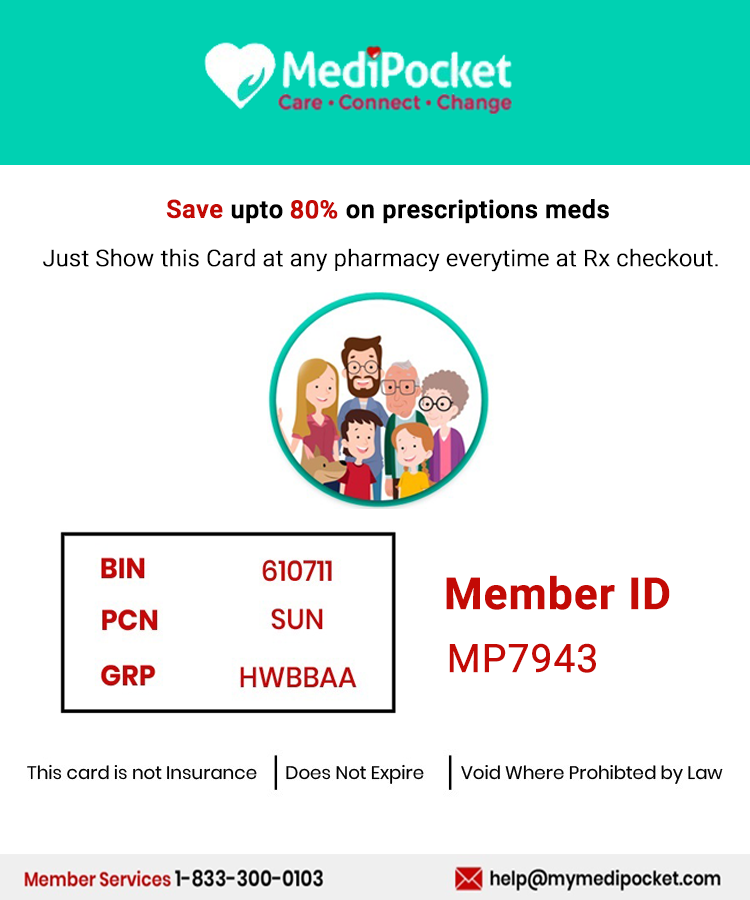 MediPocket
Care • Connect • Change
Save upto 80% on prescriptions meds
Just Show this Card at any pharmacy everytime at Rx checkout.
BIN 610711
PCN SUN
GRP HWBBAA
Member ID
MP7943
This card is not Insurance | Does Not Expire | Void Where Prohibted by Law
Member Services 1-833-300-0103 help@mymedipocket.com